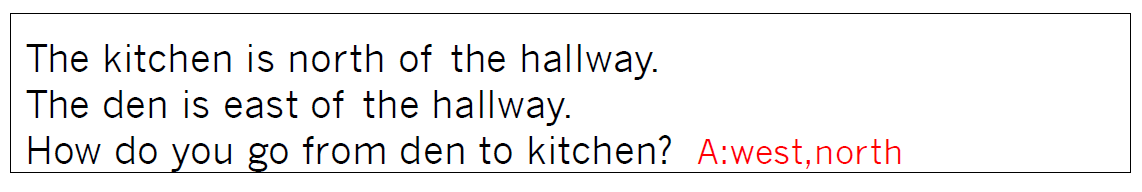 The kitchen is north of the hallway.
The den is east of the hallway.
How do you go from den to kitchen? A:west,north